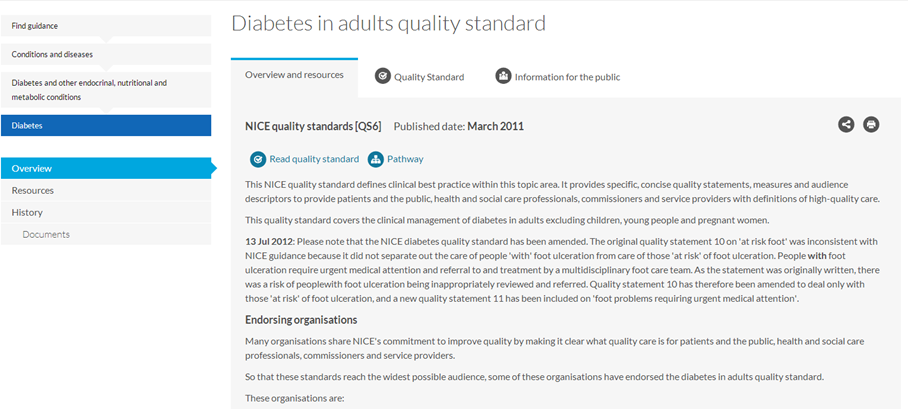 Find guidance
Conditions and diseases
Diabetes and other endocrinal, nutritional and
metabolic conditions
Diabetes
Overview
Resources
History
Documents
Diabetes in adults quality standard
Overview and resources
Quality Standard
Information for the public
NICE quality standards [QS6] Published date: March 2011
Read quality standard
Pathway
This NICE quality standard defines clinical best practice within this topic area. It provides specific, concise quality statements, measures and audience
descriptors to provide patients and the public, health and social care professionals, commissioners and service providers with definitions of high-quality care.
This quality standard covers the clinical management of diabetes in adults excluding children, young people and pregnant women.
13 Jul 2012: Please note that the NICE diabetes quality standard has been amended. The original quality statement 10 on 'at risk foot' was inconsistent with
NICE guidance because it did not separate out the care of people 'with' foot ulceration from care of those 'at risk' of foot ulceration. People with foot
ulceration require urgent medical attention and referral to and treatment by a multidisciplinary foot care team. As the statement was originally written, there
was a risk of peoplewith foot ulceration being inappropriately reviewed and referred. Quality statement 10 has therefore been amended to deal only with
those 'at risk' of foot ulceration, and a new quality statement 11 has been included on 'foot problems requiring urgent medical attention'.
Endorsing organisations
Many organisations share NICE's commitment to improve quality by making it clear what quality care is for patients and the public, health and social care
professionals, commissioners and service providers.
So that these standards reach the widest possible audience, some of these organisations have endorsed the diabetes in adults quality standard.
These organisations are: